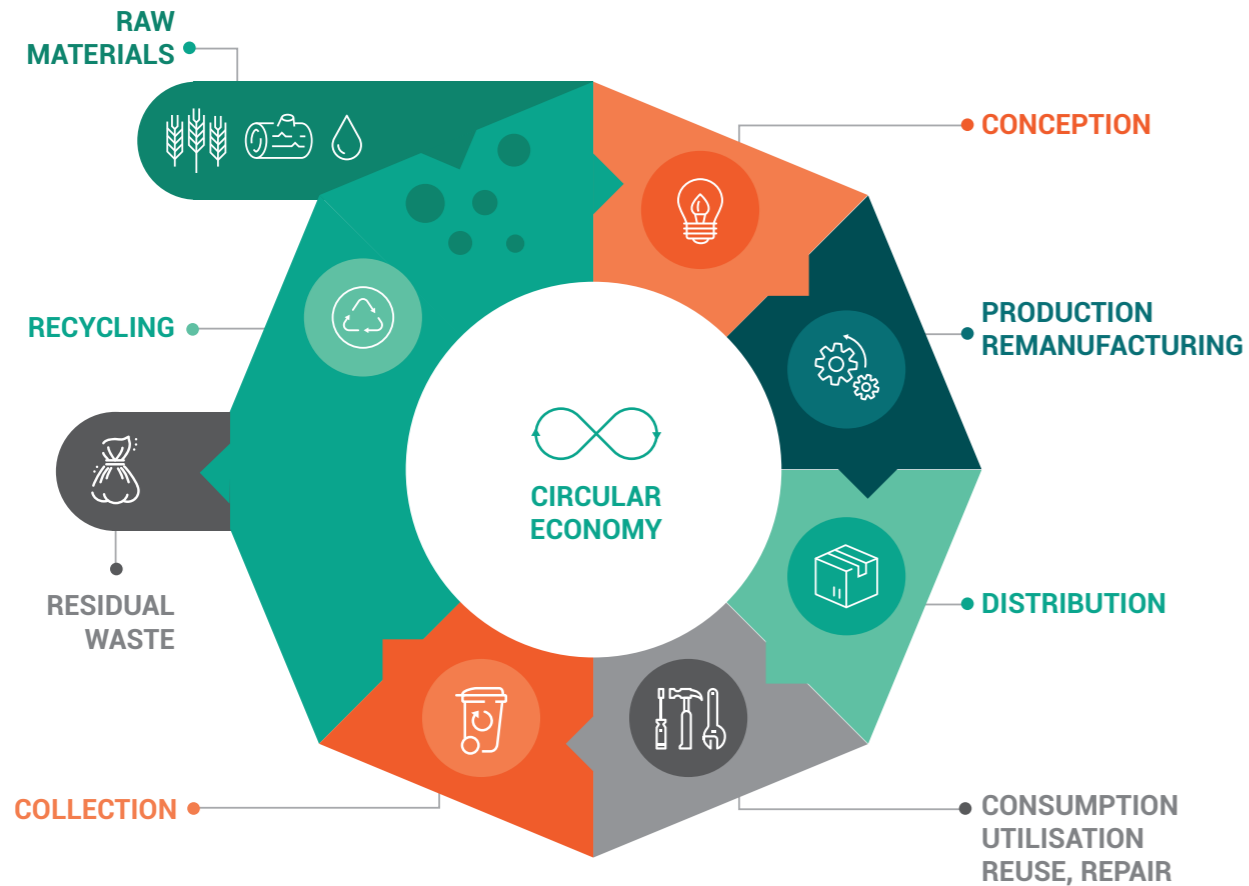 RAW
MATERIALS
CONCEPTION
PRODUCTION
REMANUFACTURING
RECYCLING
CIRCULAR
ECONOMY
RESIDUAL
WASTE
DISTRIBUTION
COLLECTION
CONSUMPTION
UTILISATION
REUSE, REPAIR